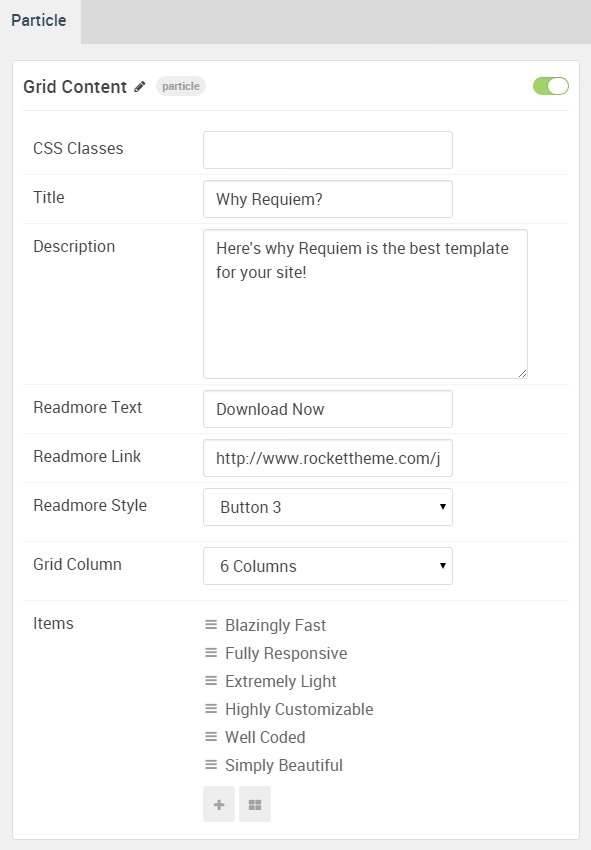 Particle
Grid Content particle
CSS Classes
Title Why Requiem?
Description Here's why Requiem is the best template
for your site!
Readmore Text Download Now
Readmore Link http://www.rockettheme.com/j
Readmore Style Button 3
Grid Column 6 Columns
Items Blazingly Fast
Fully Responsive
Extremely Light
Highly Customizable
Well Coded
Simply Beautiful